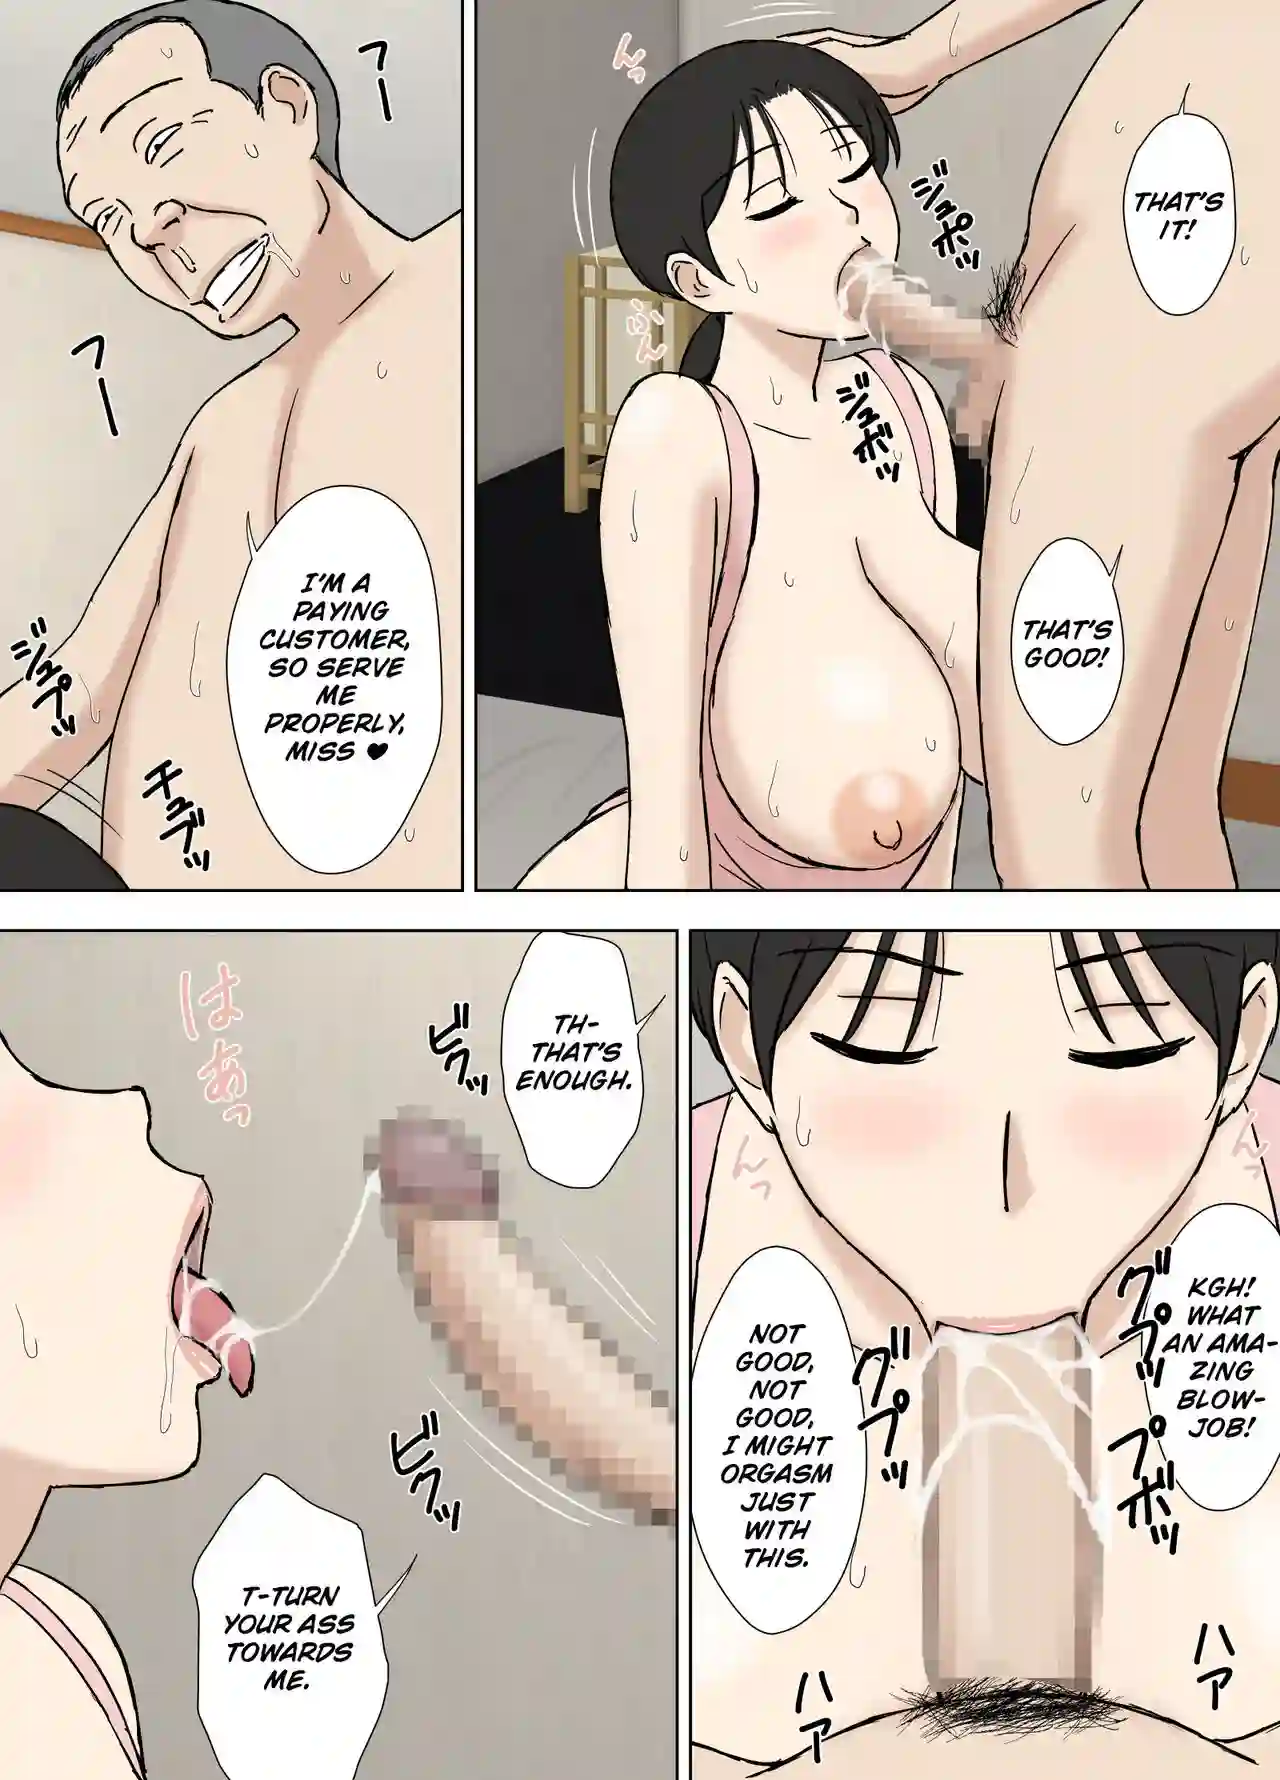 THAT'S
IT!
んっ
ジュポッ
ふんっ
ジュボッ
THAT'S
GOOD!
フー
フー
I'M A
PAYING
CUSTOMER,
SO SERVE
ME
PROPERLY,
MISS ♥
ジュプッ
チュブッ
KGH!
WHAT
AN AMA-
ZING
BLOW-
JOB!
んっ
んっ
グプッ
グプッ
グポッ
NOT
GOOD,
NOT
GOOD,
I MIGHT
ORGASM
JUST
WITH
THIS.
ハァ
ハァ
TH-
THAT'S
ENOUGH.
ビクッ
はあっ
ビクッ
T-TURN
YOUR ASS
TOWARDS
ME.